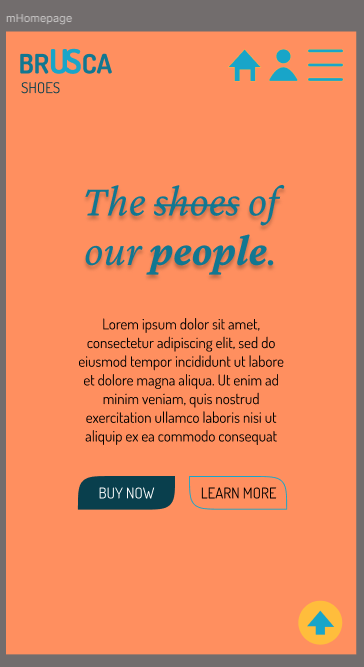 mHomepage
BRUSCA
SHOES
The shoes of
our people.
Lorem ipsum dolor sit amet,
consectetur adipiscing elit, sed do
eiusmod tempor incididunt ut labore
et dolore magna aliqua. Ut enim ad
minim veniam, quis nostrud
exercitation ullamco laboris nisi ut
aliquip ex ea commodo consequat
BUY NOW
LEARN MORE